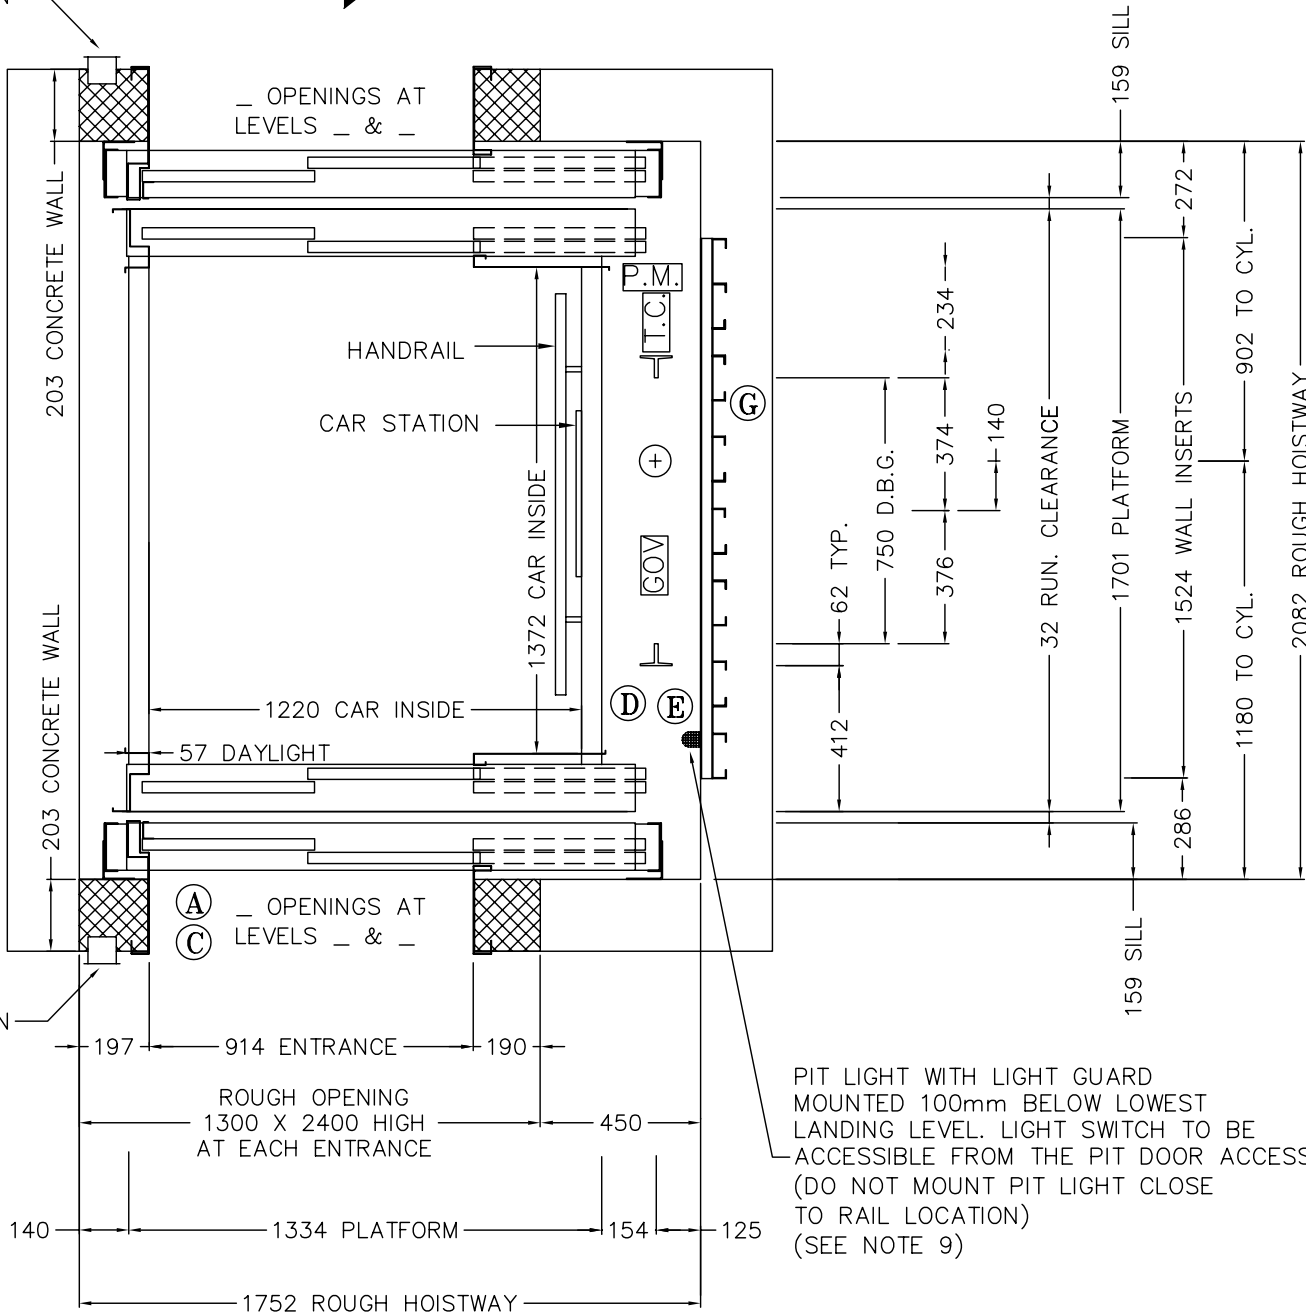 N
_ OPENINGS AT
LEVELS _ & _
159 SILL
203 CONCRETE WALL
272
P.M.
T.C.
234
902 TO CYL.
HANDRAIL
G
CAR STATION
374
140
1372 CAR INSIDE
750 D.B.G.
32 RUN. CLEARANCE
1701 PLATFORM
1524 WALL INSERTS
2082 ROUGH HOISTWAY
GOV
62 TYP.
376
1180 TO CYL.
203 CONCRETE WALL
D
E
1220 CAR INSIDE
57 DAYLIGHT
412
286
A
C
_ OPENINGS AT
LEVELS _ & _
159 SILL
N
197
914 ENTRANCE
190
ROUGH OPENING
1300 X 2400 HIGH
AT EACH ENTRANCE
450
PIT LIGHT WITH LIGHT GUARD
MOUNTED 100mm BELOW LOWEST
LANDING LEVEL. LIGHT SWITCH TO BE
ACCESSIBLE FROM THE PIT DOOR ACCESS
(DO NOT MOUNT PIT LIGHT CLOSE
TO RAIL LOCATION)
(SEE NOTE 9)
140
1334 PLATFORM
154
125
1752 ROUGH HOISTWAY